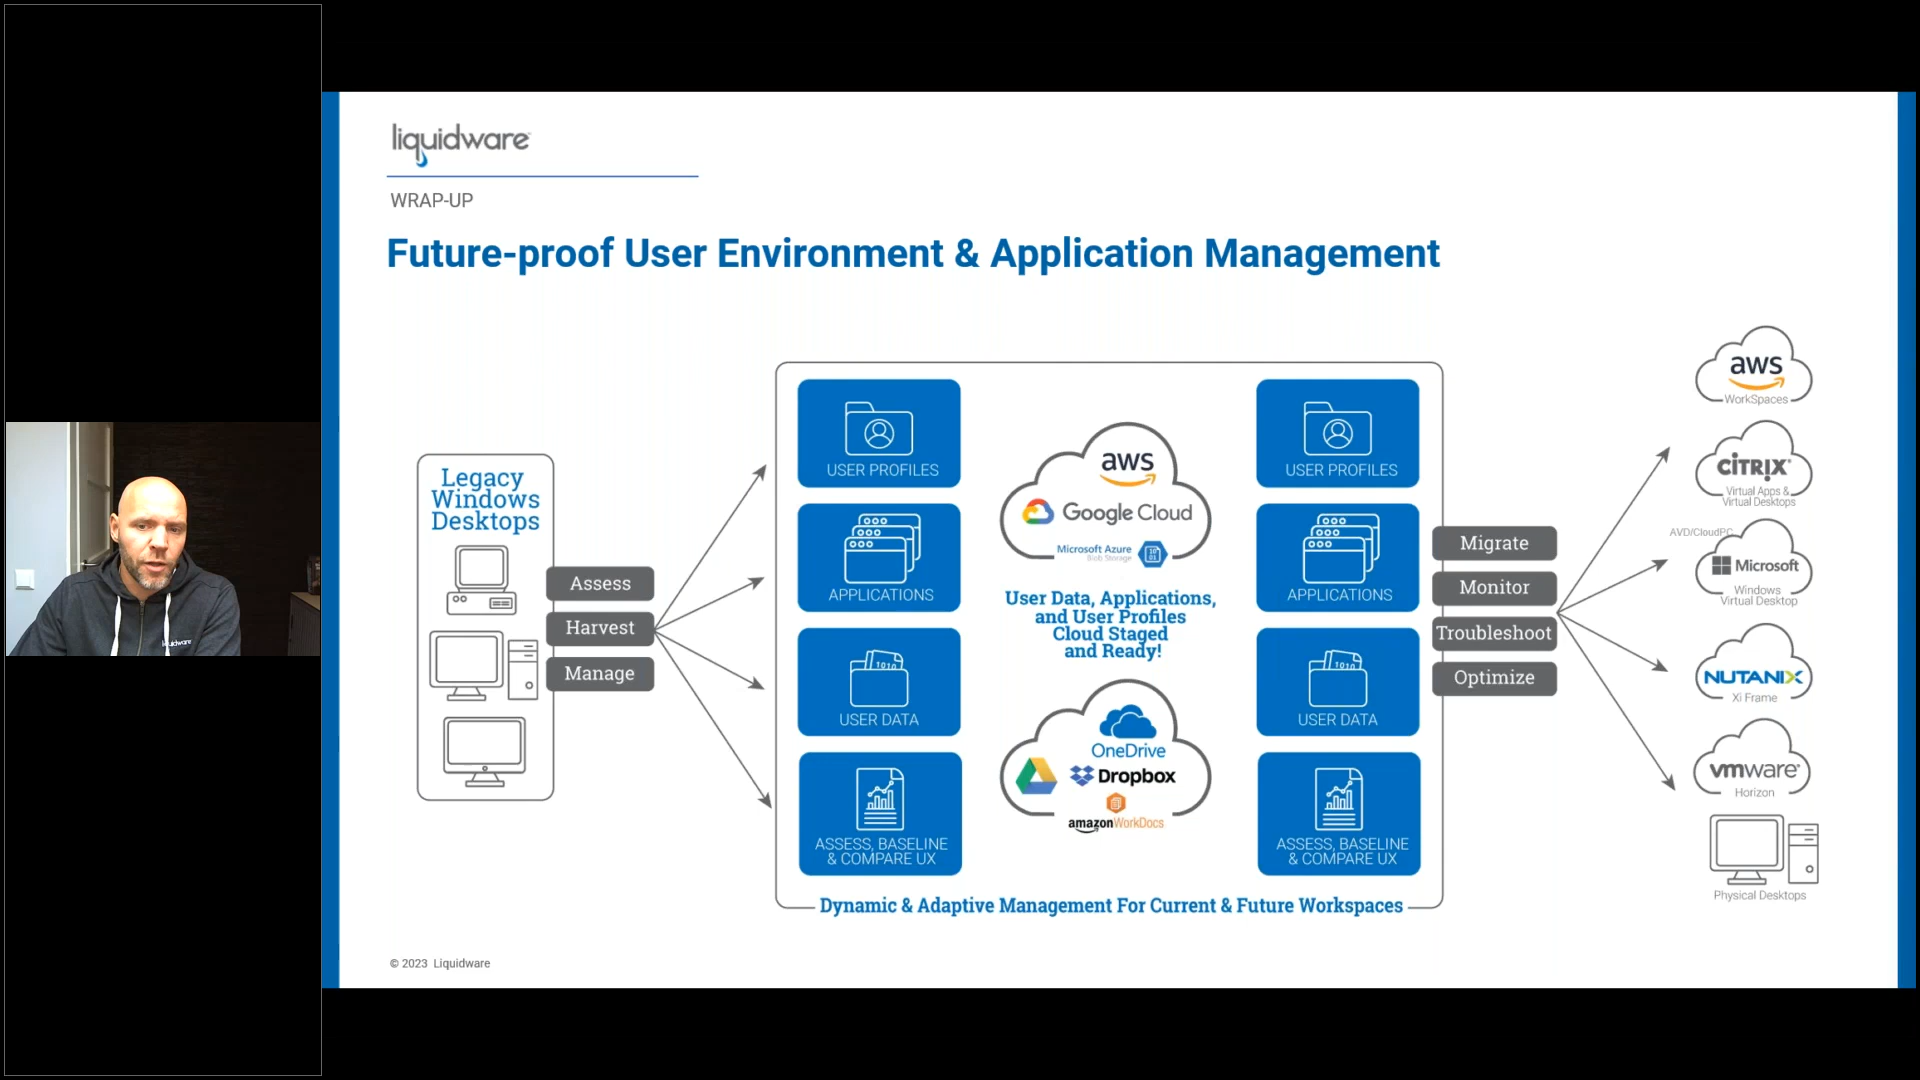 liquidware
WRAP-UP
Future-proof User Environment & Application Management
Legacy
Windows
Desktops
Assess
Harvest
Manage
USER PROFILES
APPLICATIONS
USER DATA
ASSESS, BASELINE
& COMPARE UX
aws
Google Cloud
Microsoft Azure
Blob Storage
User Data, Applications,
and User Profiles
Cloud Staged
and Ready!
OneDrive
Dropbox
amazonWorkDocs
USER PROFILES
APPLICATIONS
USER DATA
ASSESS, BASELINE
& COMPARE UX
Dynamic & Adaptive Management For Current & Future Workspaces
Migrate
Monitor
Troubleshoot
Optimize
aws
WorkSpaces
CITRIX
Virtual Apps &
Virtual Desktops
AVD/CloudPC
Microsoft
Windows
Virtual Desktop
NUTANIX
Xi Frame
vmware
Horizon
Physical Desktops
© 2023 Liquidware
liquidware